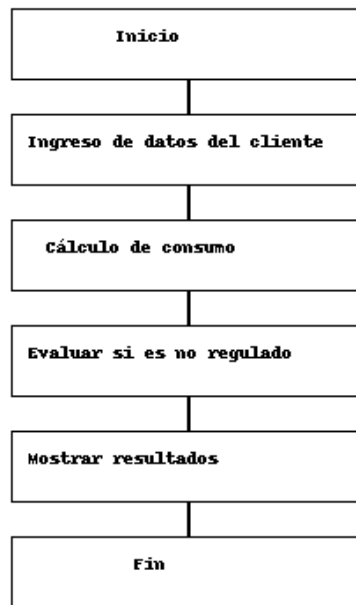 Inicio
Ingreso de datos del cliente
Cálculo de consumo
Evaluar si es no regulado
Mostrar resultados
Fin